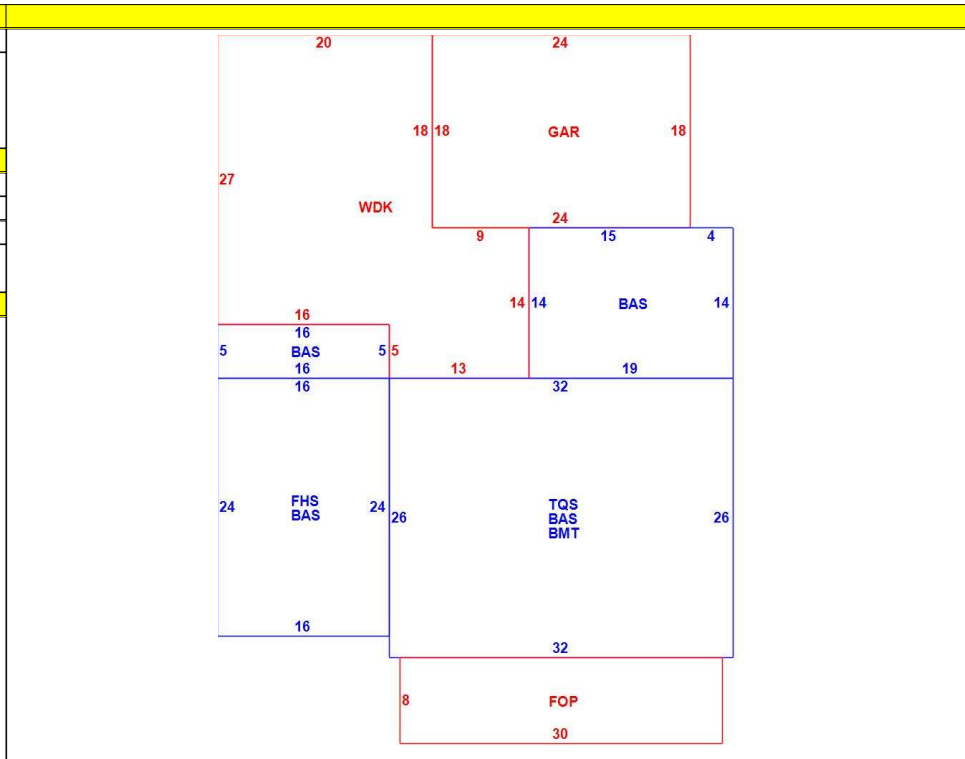 20 24
18 18 GAR 18
27
WDK
24
9 15 4
14 14 BAS 14
16
16
5 BAS 5 5
16 13 19
16 32
24 FHS 24
BAS
26 TQS 26
BAS
BMT
16
32
8 FOP
30